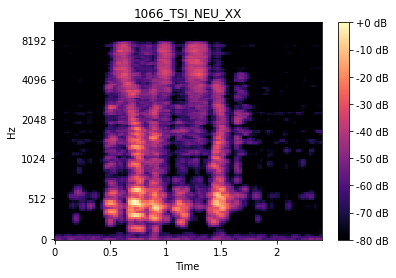 1066_TSI_NEU_XX
+0 dB
8192
-10 dB
4096
-20 dB
-30 dB
2048
-40 dB
Hz
1024
-50 dB
512
-60 dB
-70 dB
0
-80 dB
0 0.5 1 1.5 2
Time